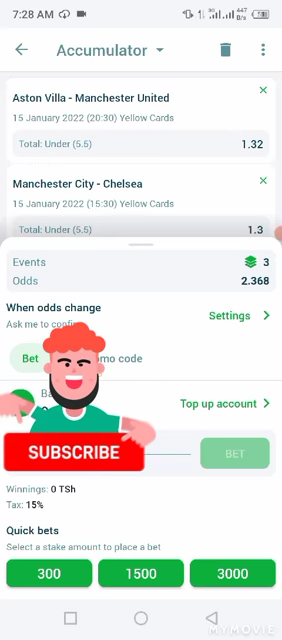 7:28 AM
447
B/s
Accumulator
Aston Villa - Manchester United
15 January 2022 (20:30) Yellow Cards
Total: Under (5.5) 1.32
Manchester City - Chelsea
15 January 2022 (15:30) Yellow Cards
Total: Under (5.5) 1.3
Events 3
Odds 2.368
When odds change
Ask me to confi
Settings
Bet
mo code
Ba
Top up account
SUBSCRIBE
BET
Winnings: 0 TSh
Tax: 15%
Quick bets
Select a stake amount to place a bet
300 1500 3000
MYMOVIE